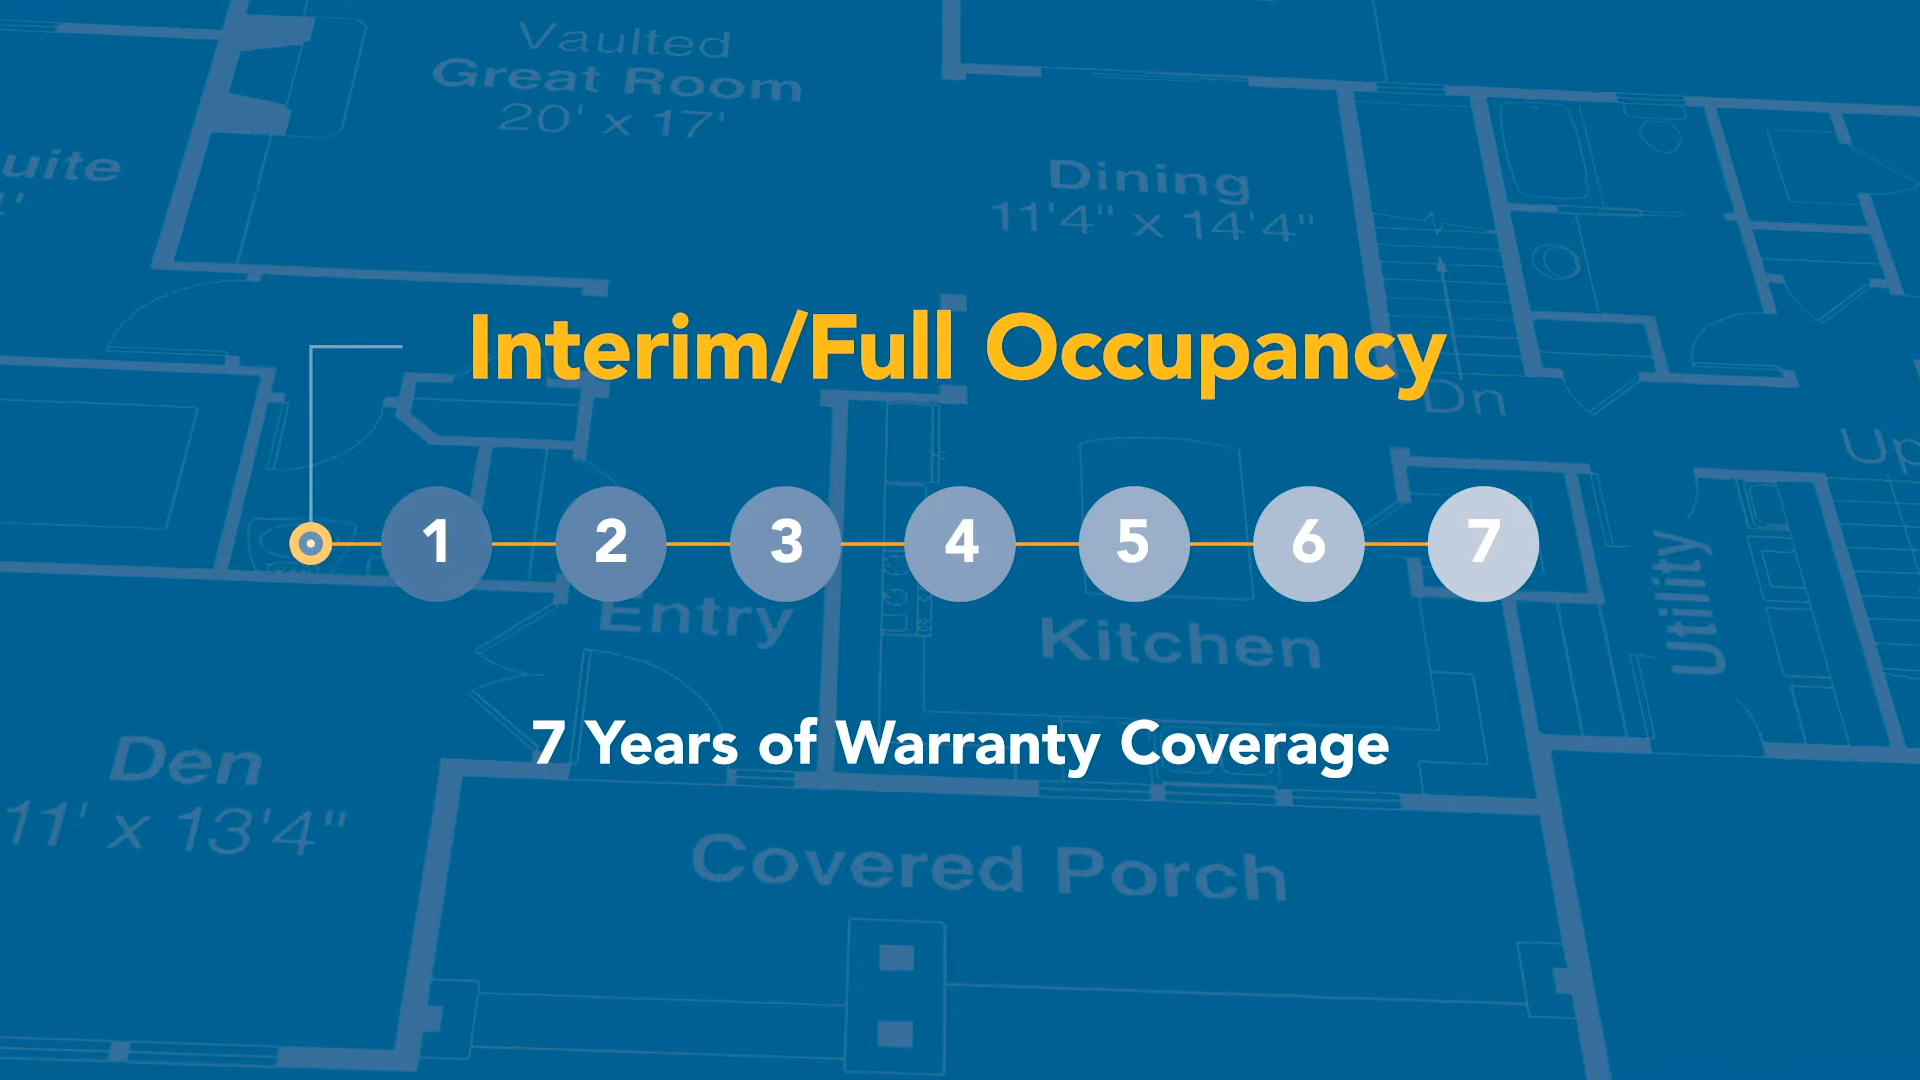 Vaulted
Great Room
20' x 17'
uite
Dining
11'4" x 14'4"
Interim/Full Occupancy
Dn
Up
1 2 3 4 5 6 7
Entry
Kitchen
Utility
7 Years of Warranty Coverage
Den
11' x 13'4"
Covered Porch